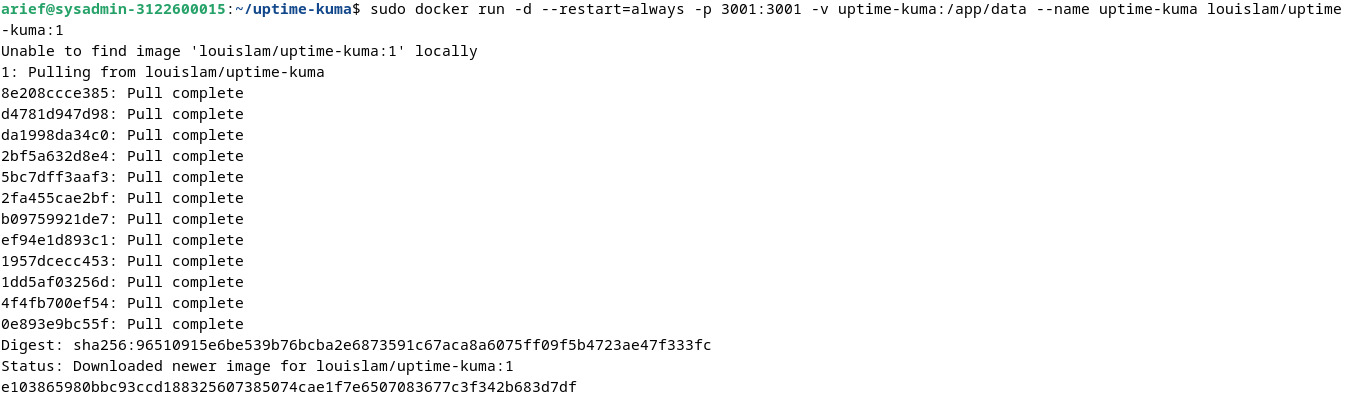 arief@sysadmin-3122600015:~/uptime-kuma$ sudo docker run -d --restart=always -p 3001:3001 -v uptime-kuma:/app/data --name uptime-kuma louislam/uptime
-kuma:1
Unable to find image 'louislam/uptime-kuma:1' locally
1: Pulling from louislam/uptime-kuma
8e208ccce385: Pull complete
d4781d947d98: Pull complete
da1998da34c0: Pull complete
2bf5a632d8e4: Pull complete
5bc7dff3aaf3: Pull complete
2fa455cae2bf: Pull complete
b09759921de7: Pull complete
ef94e1d893c1: Pull complete
1957dcecc453: Pull complete
1dd5af03256d: Pull complete
4f4fb700ef54: Pull complete
0e893e9bc55f: Pull complete
Digest: sha256:96510915e6be539b76bcba2e6873591c67aca8a6075ff09f5b4723ae47f333fc
Status: Downloaded newer image for louislam/uptime-kuma:1
e103865980bbc93ccd188325607385074cae1f7e6507083677c3f342b683d7df